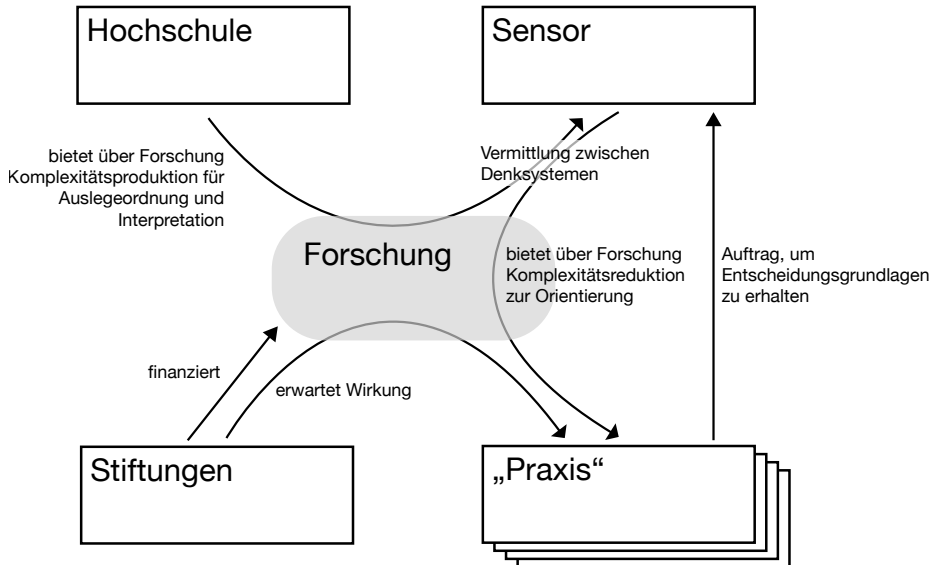 Hochschule
Sensor
bietet über Forschung
Komplexitätsproduktion für
Auslegeordnung und
Interpretation
Vermittlung zwischen
Denksystemen
Forschung
bietet über Forschung
Komplexitätsreduktion
zur Orientierung
Auftrag, um
Entscheidungsgrundlagen
zu erhalten
finanziert
erwartet Wirkung
Stiftungen
„Praxis“